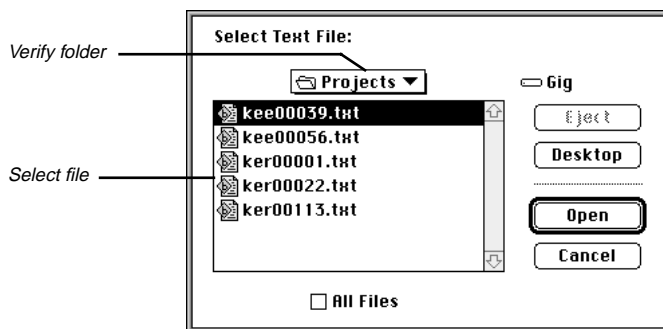 Select Text File:
Verify folder
Projects
Gig
kee00039.txt
Eject
kee00056.txt
Desktop
ker00001.txt
Select file
ker00022.txt
ker00113.txt
Open
Cancel
All Files